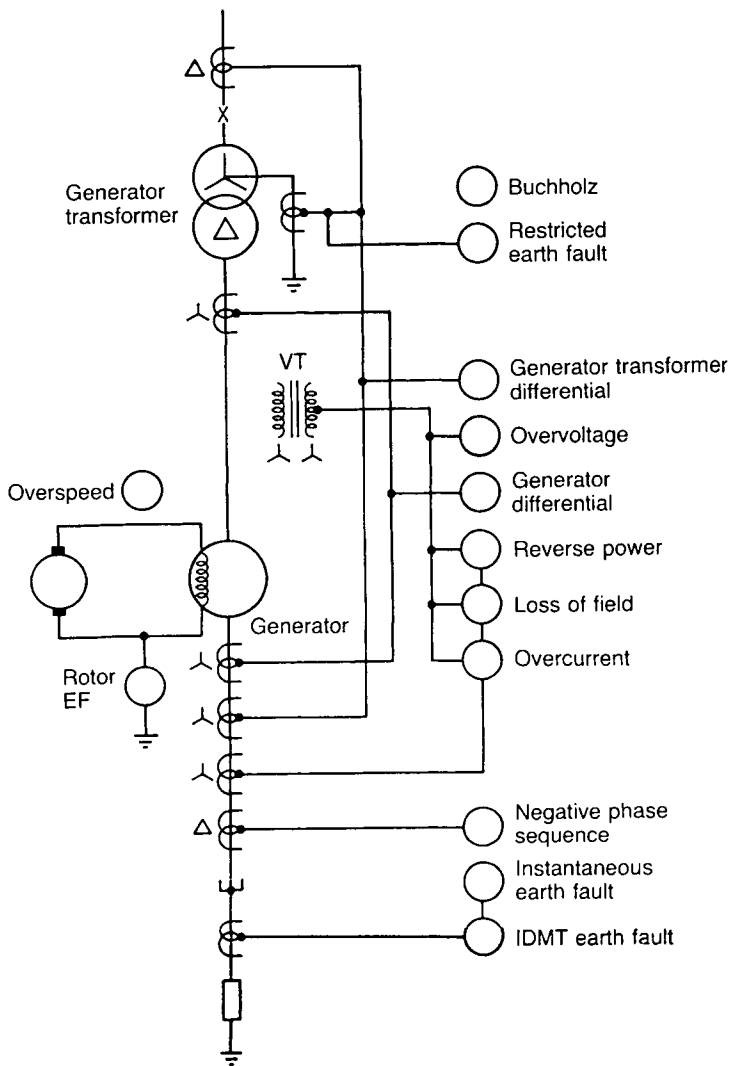 X
Generator
transformer
Buchholz
Restricted
earth fault
VT
Generator transformer
differential
Overvoltage
Overspeed
Generator
differential
Reverse power
Loss of field
Generator
Overcurrent
Rotor
EF
Negative phase
sequence
Instantaneous
earth fault
IDMT earth fault